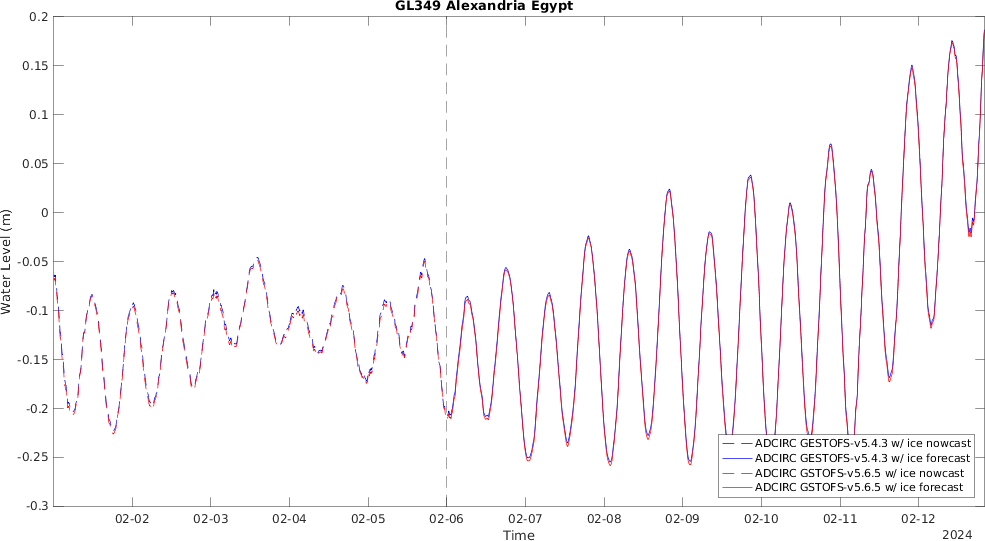 GL349 Alexandria Egypt
0.2
0.15
0.1
0.05
0
-0.05
-0.1
-0.15
-0.2
-0.25
-0.3
Water Level (m)
ADCIRC GESTOFS-v5.4.3 w/ ice nowcast
ADCIRC GESTOFS-v5.4.3 w/ ice forecast
ADCIRC GSTOFS-v5.6.5 w/ ice nowcast
ADCIRC GSTOFS-v5.6.5 w/ ice forecast
02-02 02-03 02-04 02-05 02-06 02-07 02-08 02-09 02-10 02-11 02-12
Time
2024